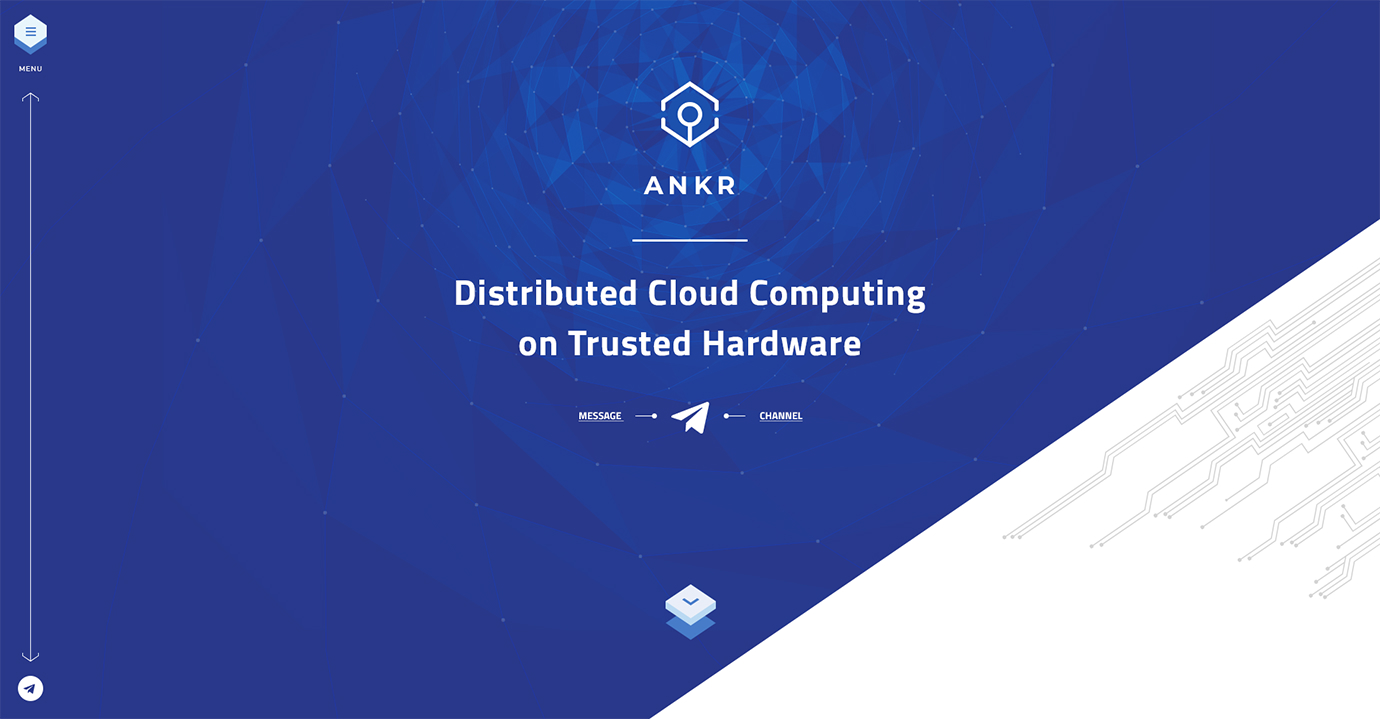 MENU
ANKR
Distributed Cloud Computing
on Trusted Hardware
MESSAGE
CHANNEL